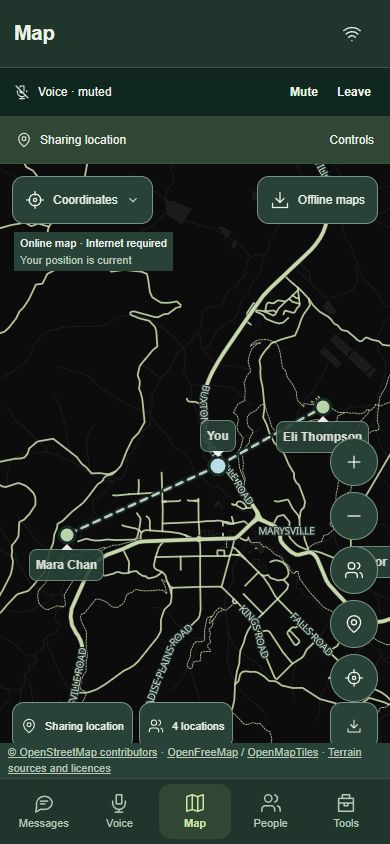 Map
Voice · muted
Mute
Leave
Sharing location
Controls
Coordinates
Offline maps
Online map · Internet required
Your position is current
You
Eli Thompson
MARYSVILLE
Mara Chan
KINGS ROAD
FALLS ROAD
Sharing location
4 locations
© OpenStreetMap contributors · OpenFreeMap / OpenMapTiles · Terrain
sources and licences
Messages
Voice
Map
People
Tools